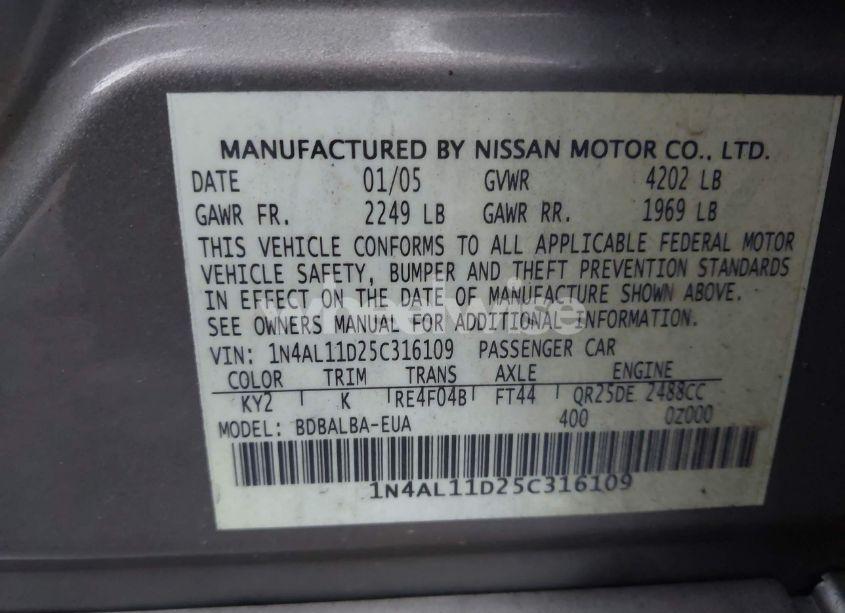 MANUFACTURED BY NISSAN MOTOR CO., LTD.
DATE 01/05 GVWR 4202 LB
GAWR FR. 2249 LB GAWR RR. 1969 LB
THIS VEHICLE CONFORMS TO ALL APPLICABLE FEDERAL MOTOR
VEHICLE SAFETY, BUMPER AND THEFT PREVENTION STANDARDS
IN EFFECT ON THE DATE OF MANUFACTURE SHOWN ABOVE.
SEE OWNERS MANUAL FOR ADDITIONAL INFORMATION.
VIN: 1N4AL11D25C316109 PASSENGER CAR
COLOR TRIM TRANS AXLE ENGINE
KY2 K RE4F04B FT44 QR25DE 2488CC
MODEL: BDBALBA-EUA 400 0Z000
1N4AL11D25C316109